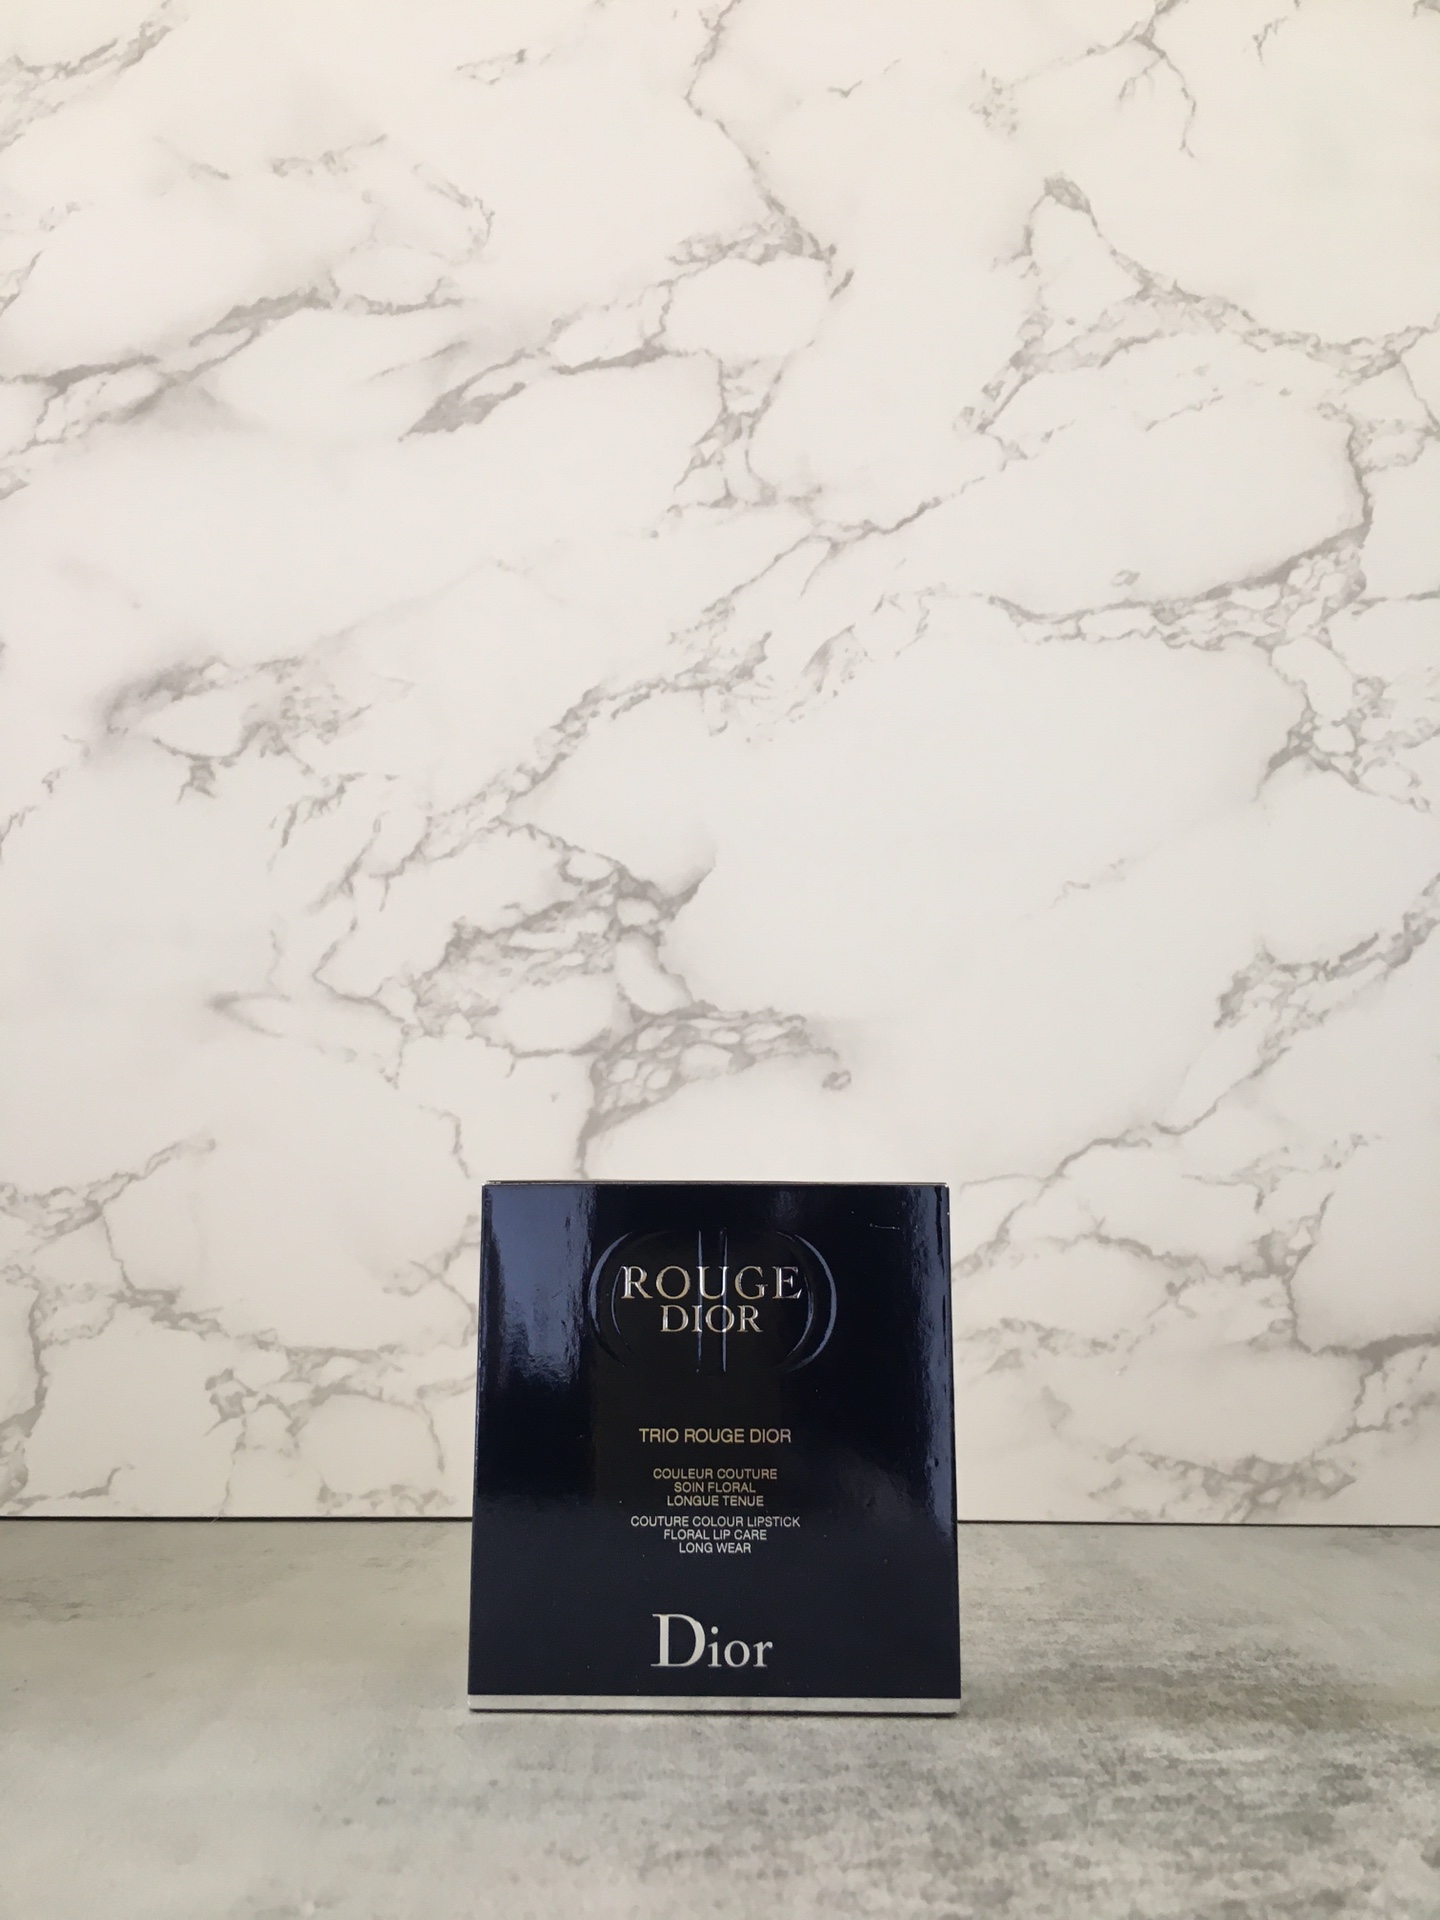 ROUGE
DIOR
TRIO ROUGE DIOR
COULEUR COUTURE
SOIN FLORAL
LONGUE TENUE
COUTURE COLOUR LIPSTICK
FLORAL LIP CARE
LONG WEAR
Dior